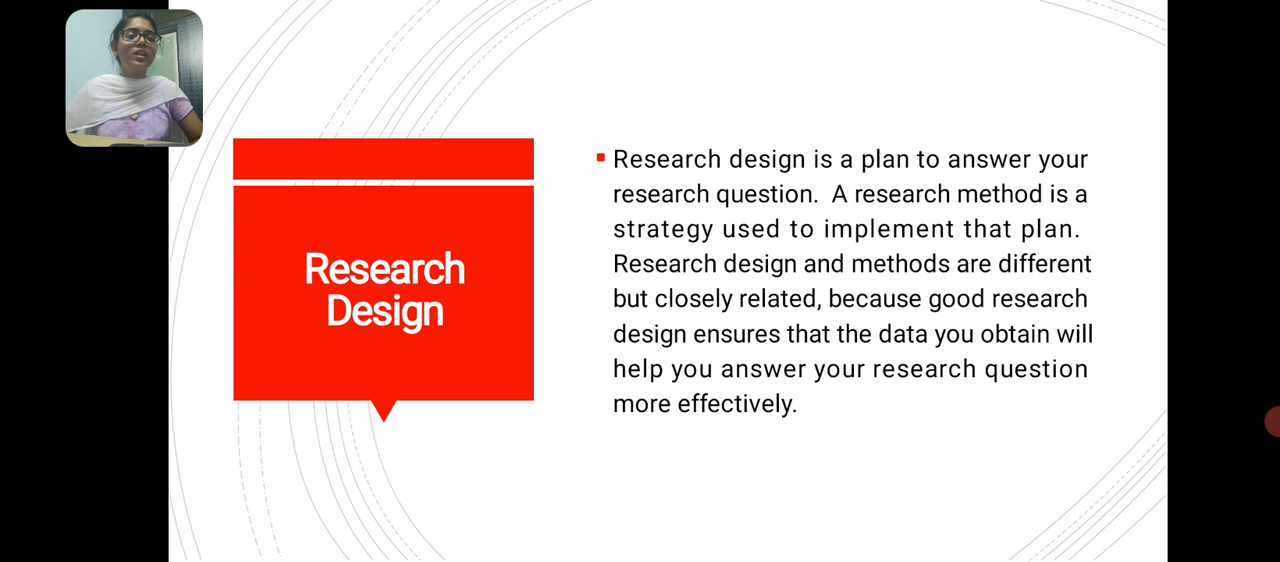 Research
Design
Research design is a plan to answer your
research question.  A research method is a
strategy used to implement that plan.
Research design and methods are different
but closely related, because good research
design ensures that the data you obtain will
help you answer your research question
more effectively.